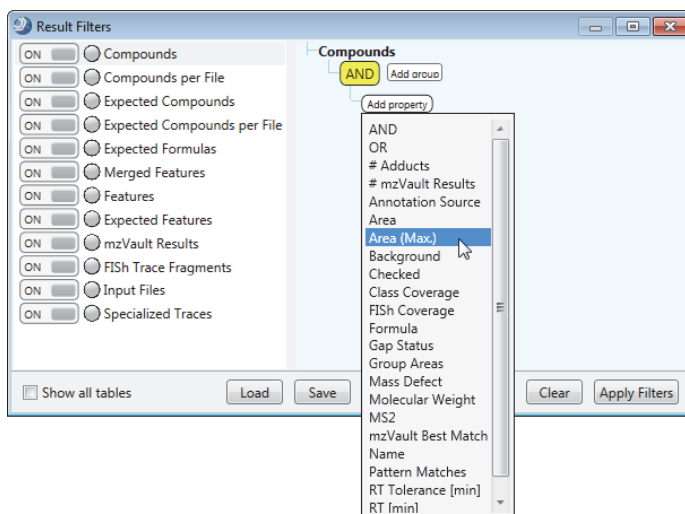 Result Filters
ON Compounds
ON Compounds per File
ON Expected Compounds
ON Expected Compounds per File
ON Expected Formulas
ON Merged Features
ON Features
ON Expected Features
ON mzVault Results
ON FISh Trace Fragments
ON Input Files
ON Specialized Traces
Compounds
AND Add group
Add property
AND
OR
# Adducts
# mzVault Results
Annotation Source
Area
Area (Max.)
Background
Checked
Class Coverage
FISh Coverage
Formula
Gap Status
Group Areas
Mass Defect
Molecular Weight
MS2
mzVault Best Match
Name
Pattern Matches
RT Tolerance [min]
RT [min]
Show all tables Load Save Clear Apply Filters